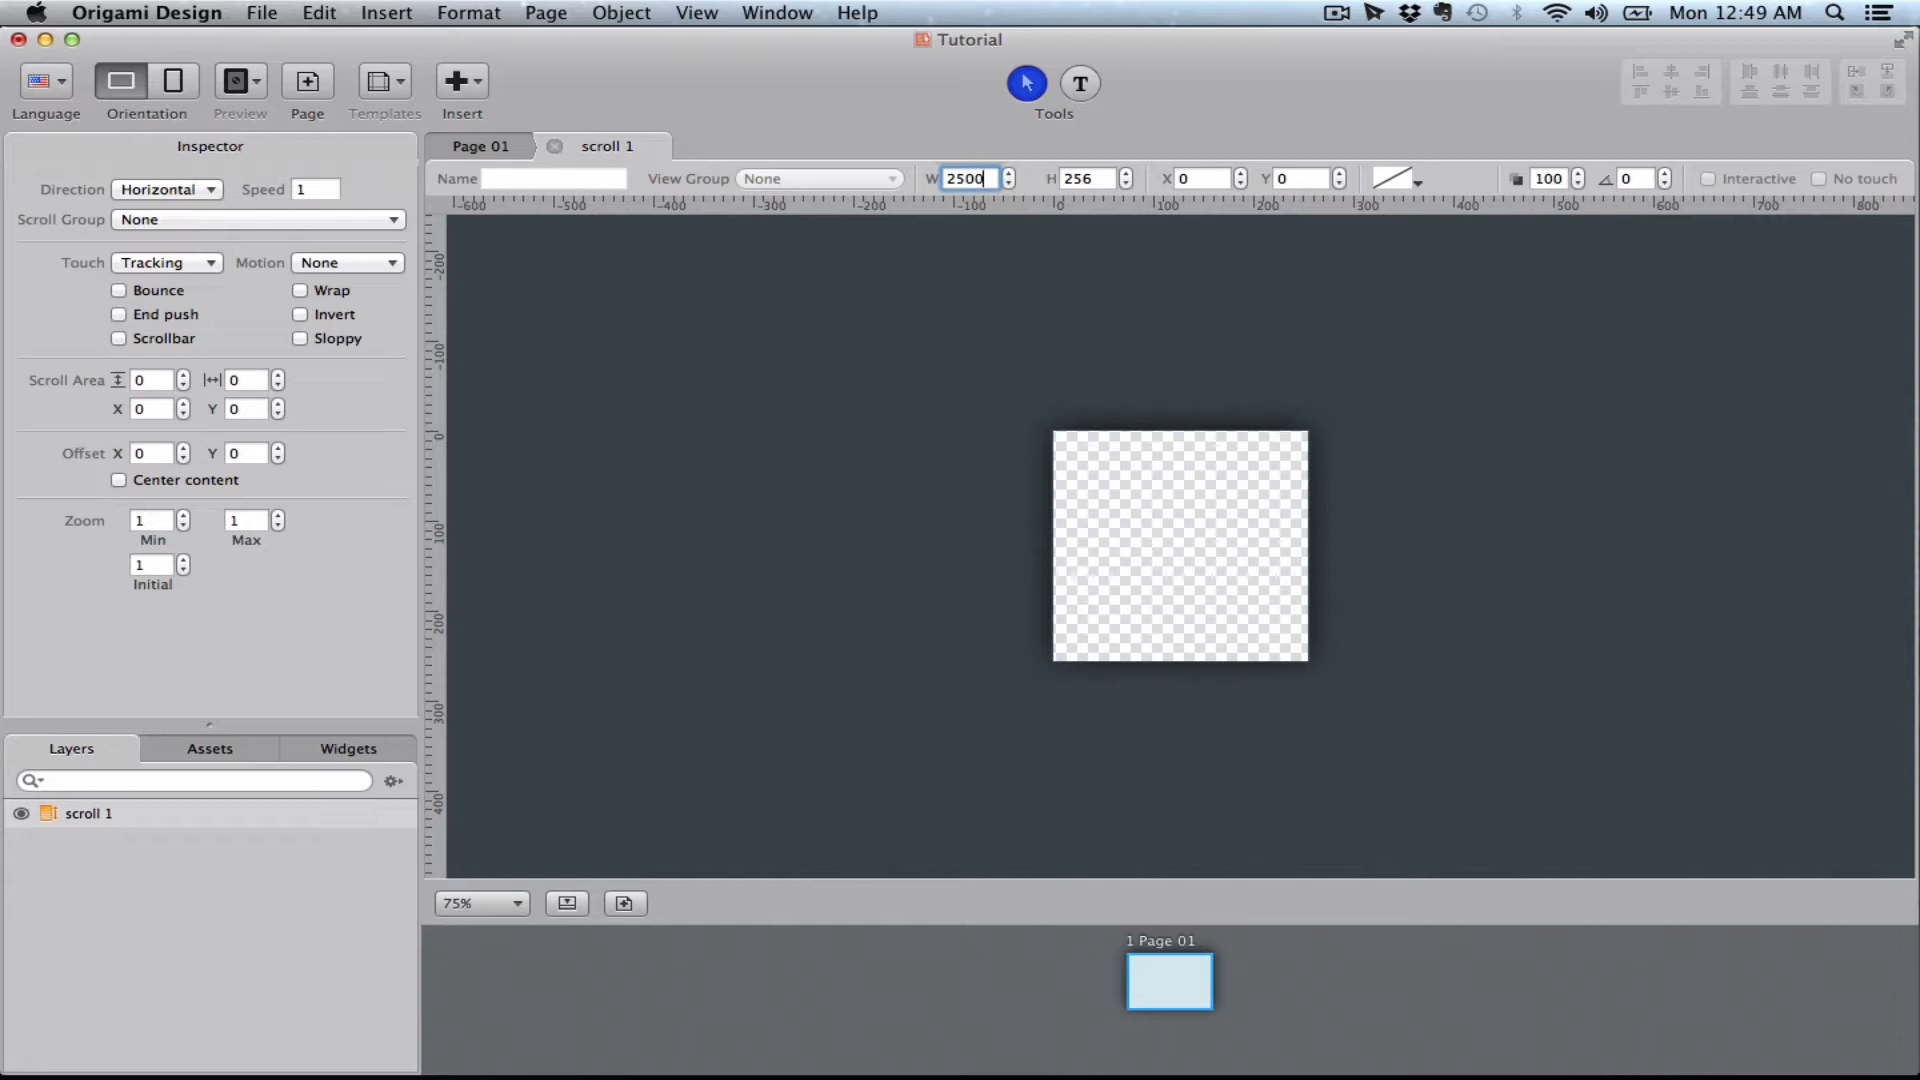 Origami Design File Edit Insert Format Page Object View Window Help Mon 12:49 AM
Tutorial
Language Orientation Preview Page Templates Insert Tools
T
Inspector
Page 01 scroll 1
Name View Group None W 2500 H 256 X 0 Y 0 100 0 Interactive No touch
-600 -500 -400 -300 -200 -100 0 100 200 300 400 500 600 700 800
-200
-100
0
100
200
300
400
Direction Horizontal Speed 1
Scroll Group None
Touch Tracking Motion None
Bounce Wrap
End push Invert
Scrollbar Sloppy
Scroll Area 0 0
X 0 Y 0
Offset X 0 Y 0
Center content
Zoom 1 1
Min Max
1
Initial
Layers Assets Widgets
scroll 1
75%
1 Page 01